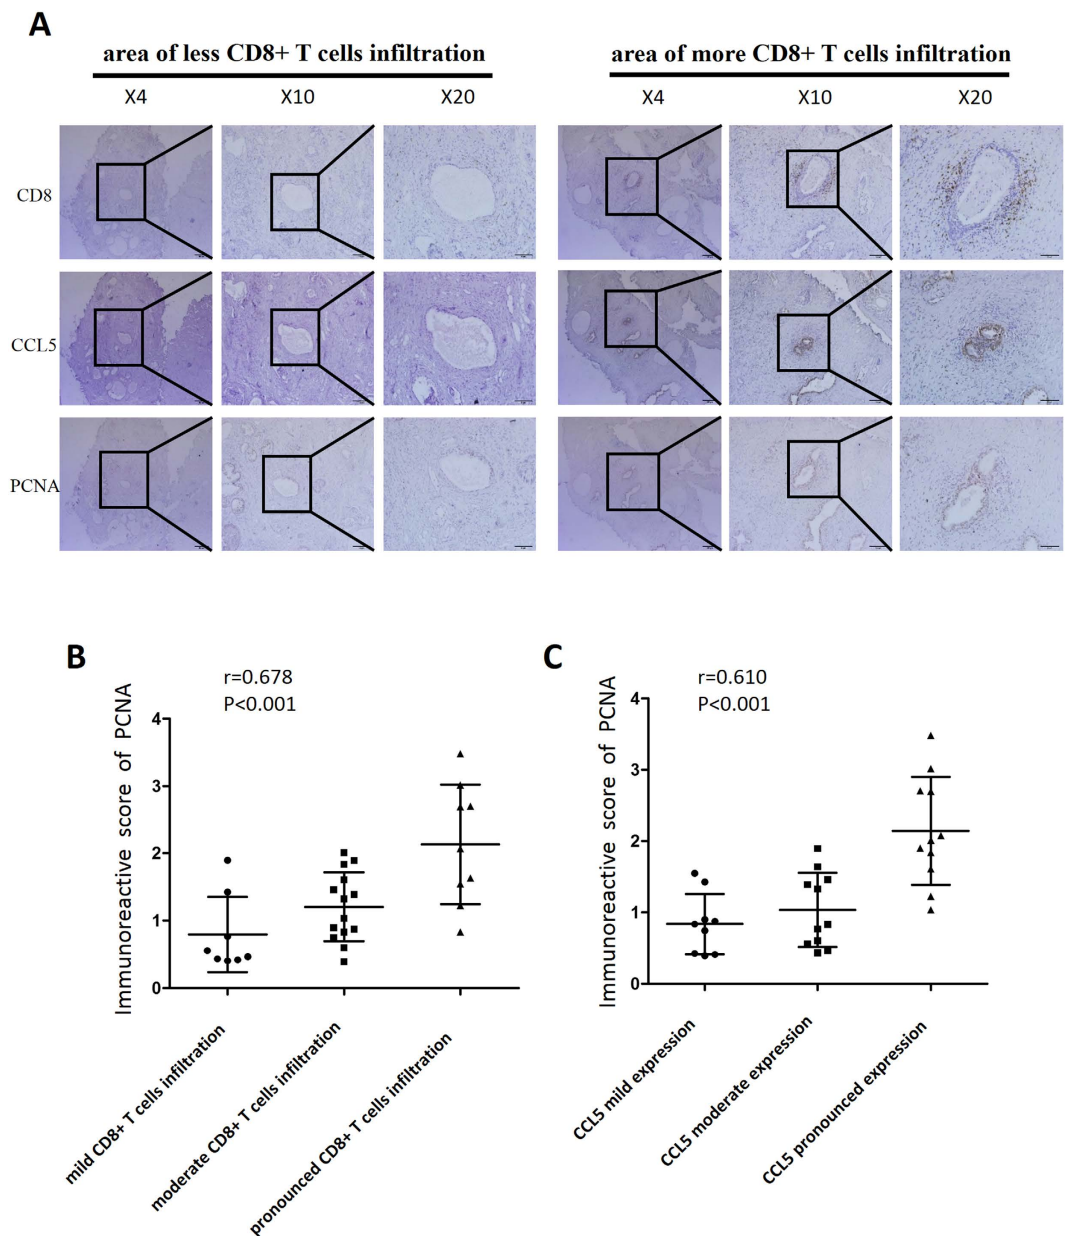 A
area of less CD8+ T cells infiltration
area of more CD8+ T cells infiltration
X4 X10 X20 X4 X10 X20
CD8
CCL5
PCNA
B
r=0.678
P<0.001
Immunoreactive score of PCNA
4
3
2
1
0
mild CD8+ T cells infiltration
moderate CD8+ T cells infiltration
pronounced CD8+ T cells infiltration
C
r=0.610
P<0.001
Immunoreactive score of PCNA
4
3
2
1
0
CCL5 mild expression
CCL5 moderate expression
CCL5 pronounced expression